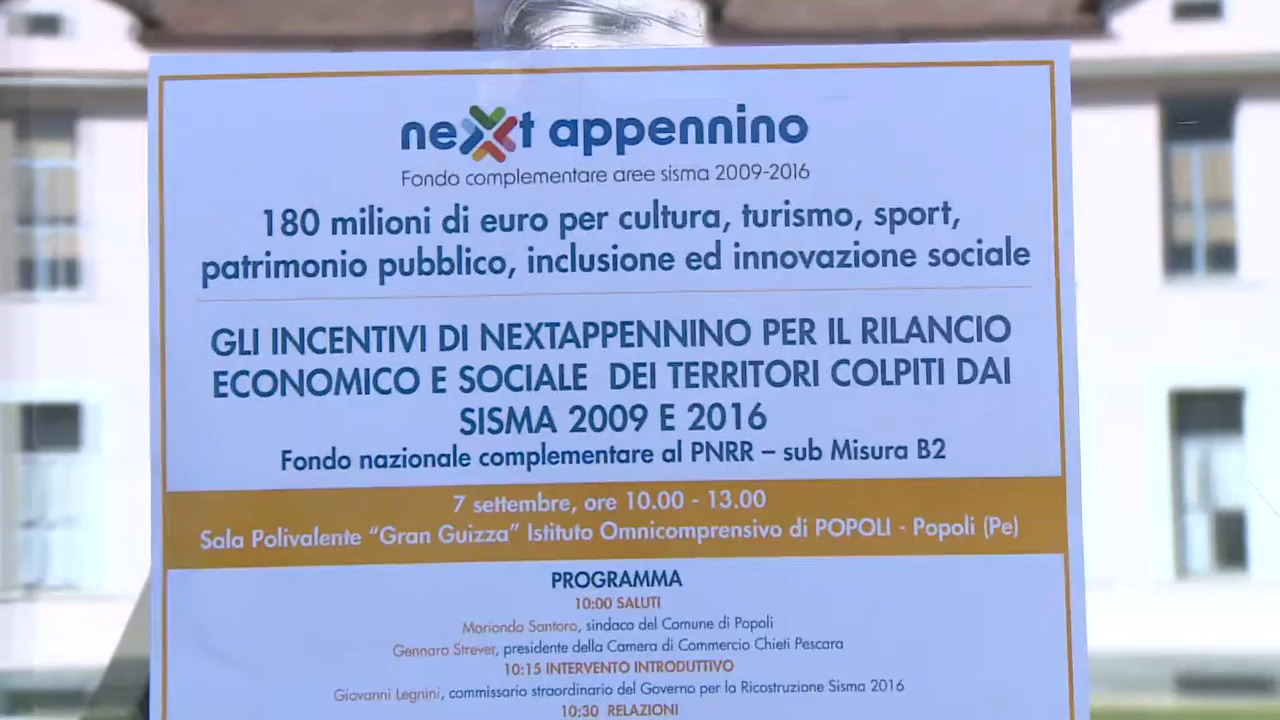 next appennino
Fondo complementare aree sisma 2009-2016
180 milioni di euro per cultura, turismo, sport,
patrimonio pubblico, inclusione ed innovazione sociale
GLI INCENTIVI DI NEXTAPPENNINO PER IL RILANCIO
ECONOMICO E SOCIALE DEI TERRITORI COLPITI DAI
SISMA 2009 E 2016
Fondo nazionale complementare al PNRR – sub Misura B2
7 settembre, ore 10.00 - 13.00
Sala Polivalente “Gran Guizza” Istituto Omnicomprensivo di POPOLI - Popoli (Pe)
PROGRAMMA
10:00 SALUTI
Moriondo Santoro, sindaco del Comune di Popoli
Gennaro Strever, presidente della Camera di Commercio Chieti Pescara
10:15 INTERVENTO INTRODUTTIVO
Giovanni Legnini, commissario straordinario del Governo per la Ricostruzione Sisma 2016
10:30 RELAZIONI